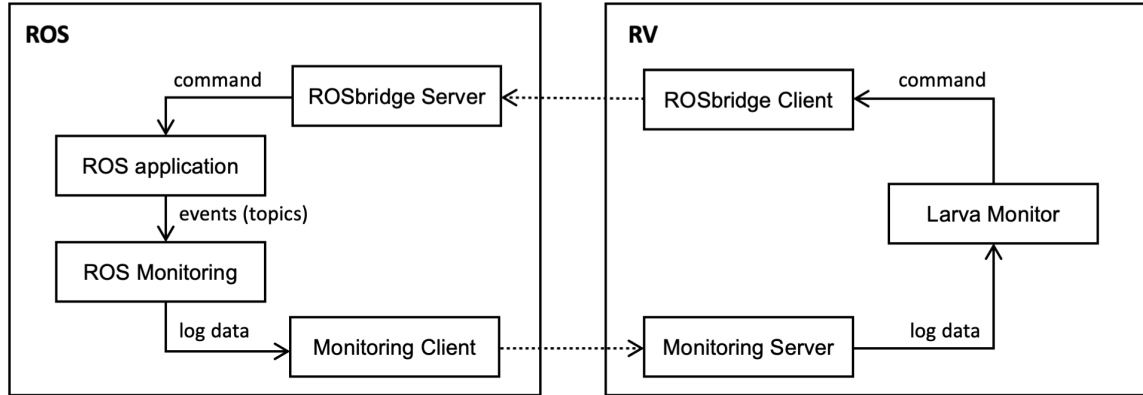 ROS
command
ROSbridge Server
ROS application
events (topics)
ROS Monitoring
log data
Monitoring Client
RV
ROSbridge Client
command
Larva Monitor
Monitoring Server
log data